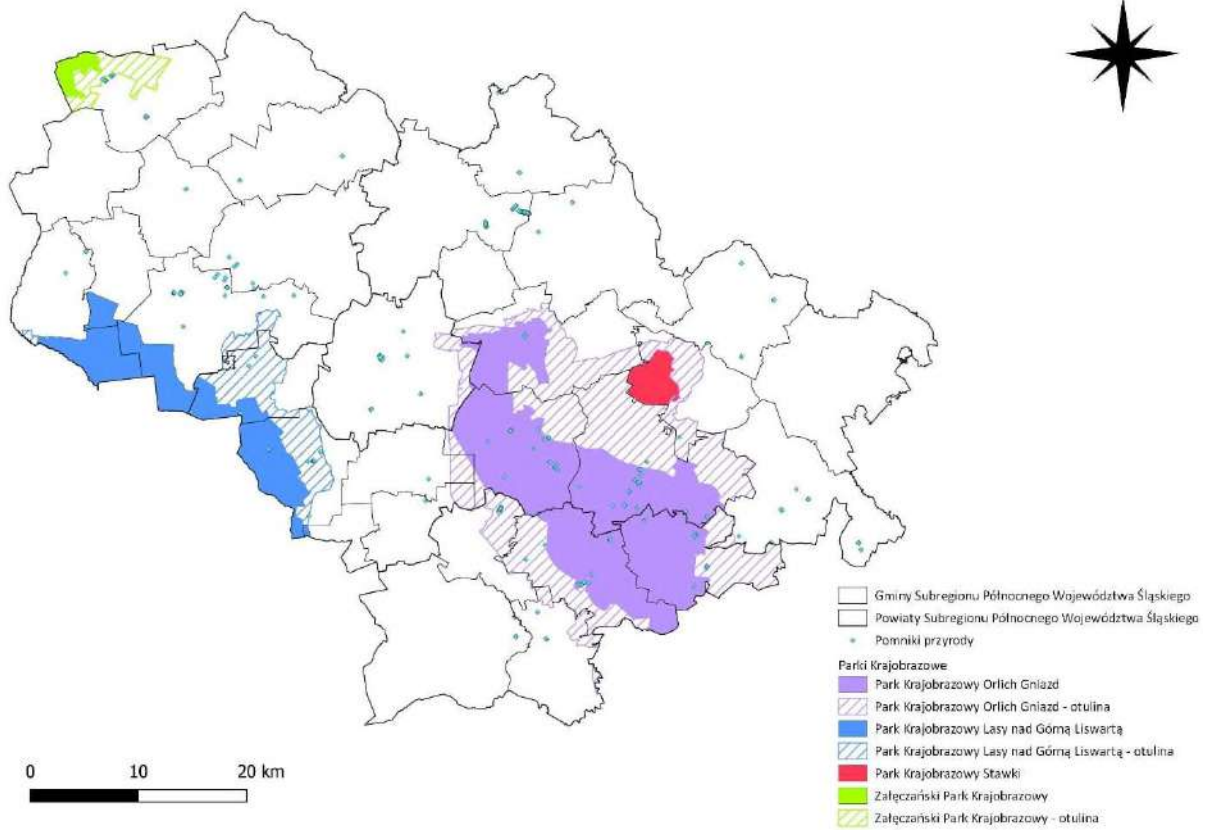 Gminy Subregionu Północnego Województwa Śląskiego
Powiaty Subregionu Północnego Województwa Śląskiego
Pomniki przyrody
Parki Krajobrazowe
Park Krajobrazowy Orlich Gniazd
Park Krajobrazowy Orlich Gniazd - otulina
Park Krajobrazowy Lasy nad Górną Liswartą
Park Krajobrazowy Lasy nad Górną Liswartą - otulina
Park Krajobrazowy Stawki
Załęczański Park Krajobrazowy
Załęczański Park Krajobrazowy - otulina
0 10 20 km